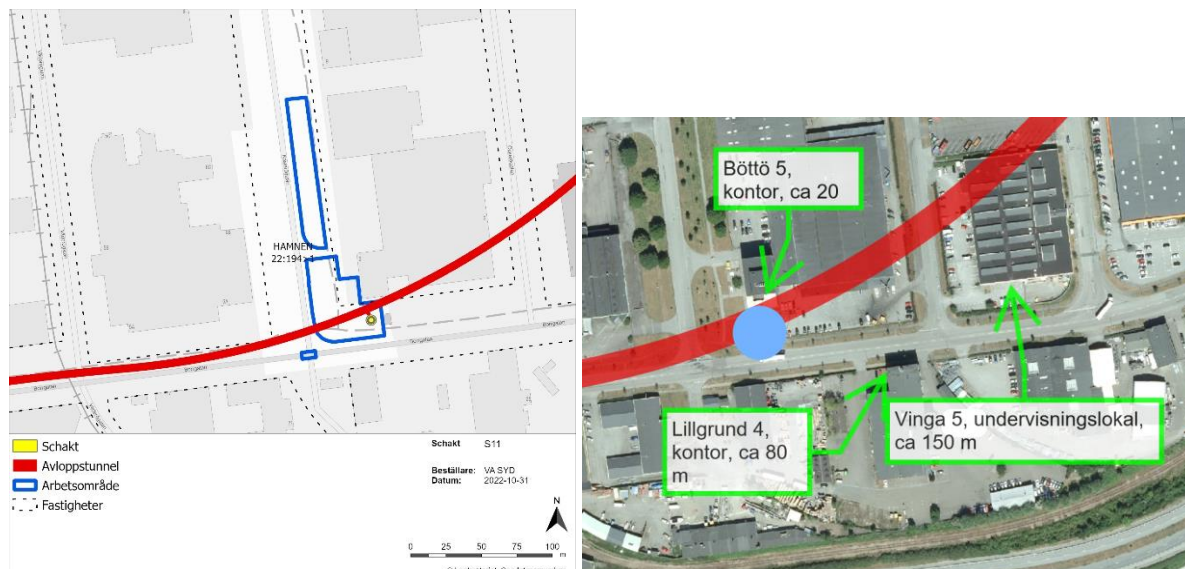 HAMNEN
22:194>1
Schakt
Avloppstunnel
Arbetsområde
Fastigheter
Schakt S11
Beställare: VA SYD
Datum: 2022-10-31
N
0 25 50 75 100 m
Böttö 5,
kontor, ca 20
Lillgrund 4,
kontor, ca 80
m
Vinga 5, undervisningslokal,
ca 150 m